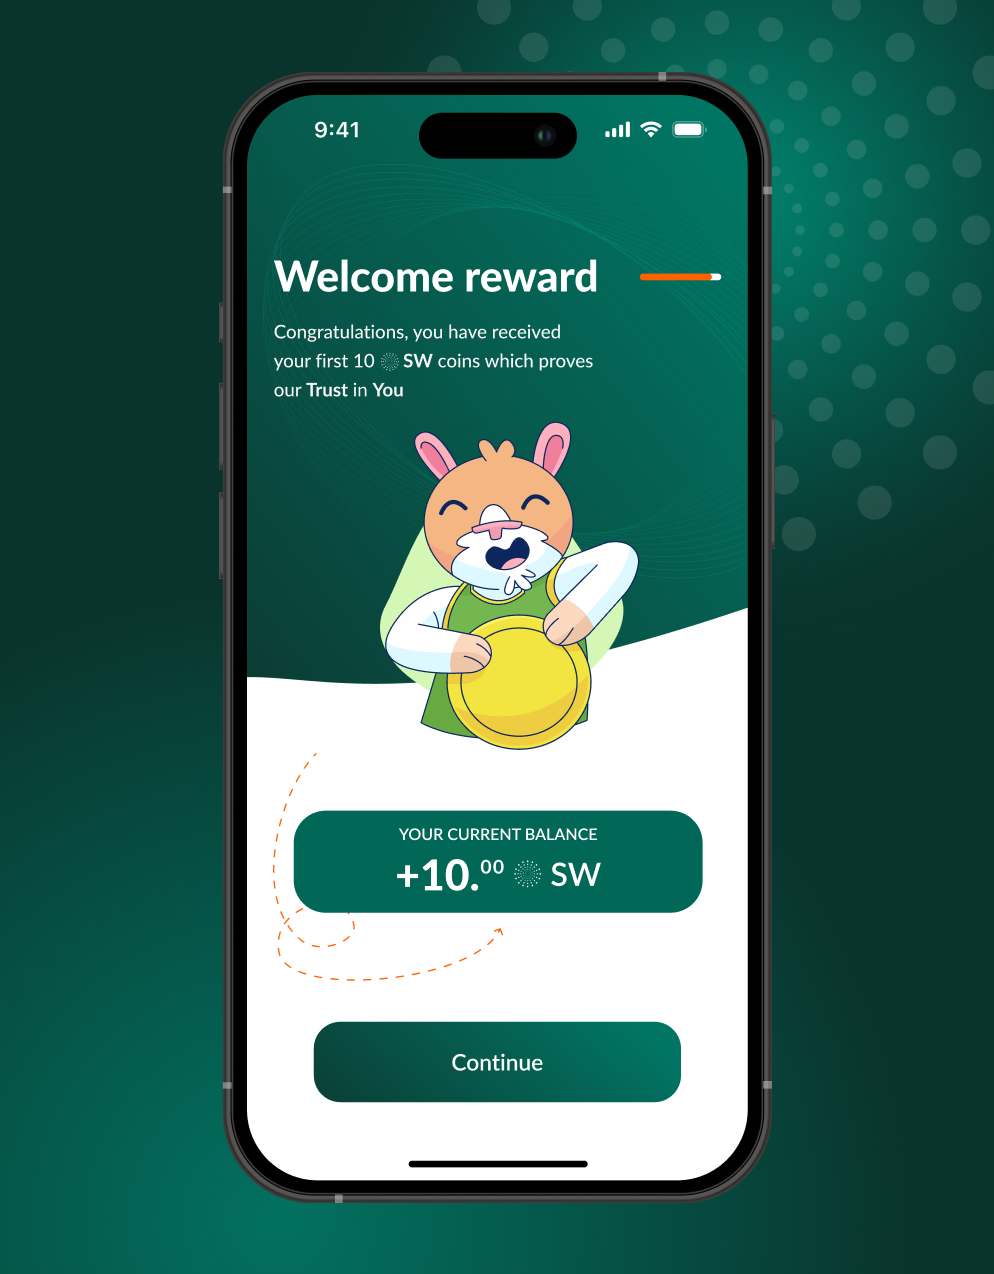 9:41
Welcome reward
Congratulations, you have received
your first 10 SW coins which proves
our Trust in You
YOUR CURRENT BALANCE
+10.00 SW
Continue